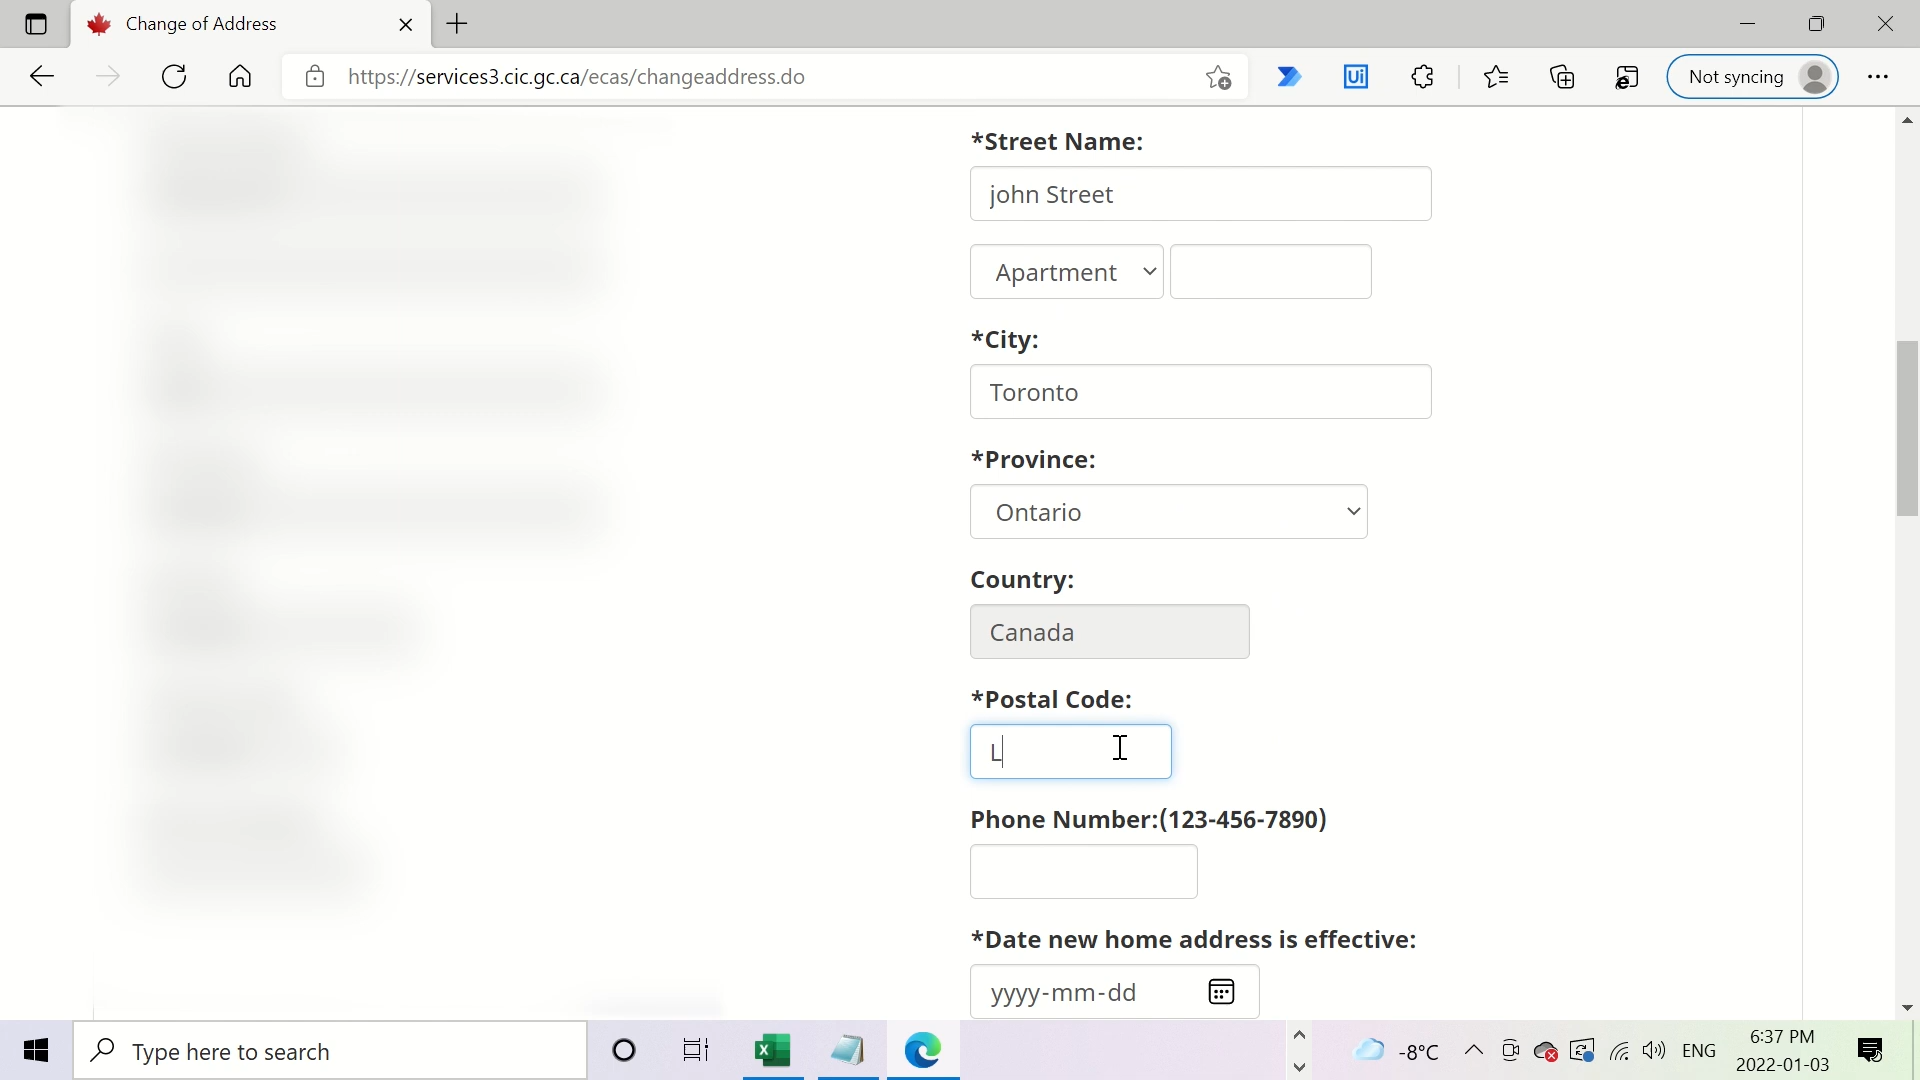 Change of Address
https://services3.cic.gc.ca/ecas/changeaddress.do
Ui
Not syncing
*Street Name:
john Street
Apartment
*City:
Toronto
*Province:
Ontario
Country:
Canada
*Postal Code:
L
Phone Number:(123-456-7890)
*Date new home address is effective:
yyyy-mm-dd
Type here to search
-8°C
ENG
6:37 PM
2022-01-03